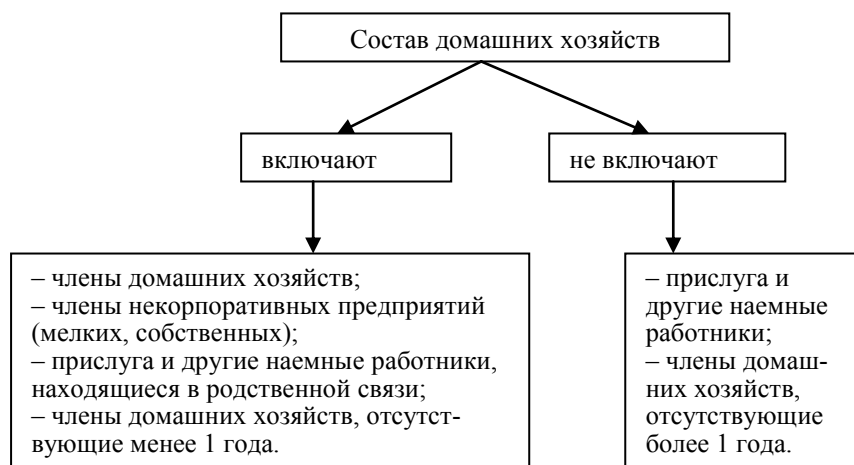 Состав домашних хозяйств
включают
не включают
– члены домашних хозяйств;
– члены некорпоративных предприятий
(мелких, собственных);
– прислуга и другие наемные работники,
находящиеся в родственной связи;
– члены домашних хозяйств, отсутст-
вующие менее 1 года.
– прислуга и
другие наемные
работники;
– члены домаш-
них хозяйств,
отсутствующие
более 1 года.